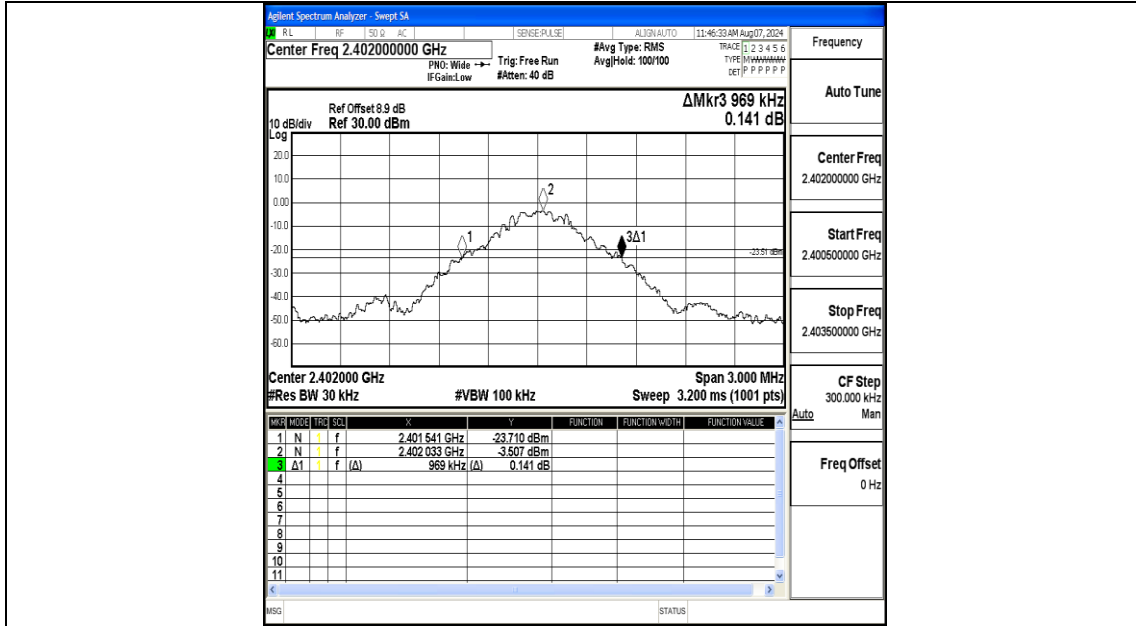 Agilent Spectrum Analyzer - Swept SA
RL RF 50 Ω AC SENSE:PULSE ALIGN AUTO 11:46:33 AM Aug 07, 2024
Center Freq 2.402000000 GHz
PNO: Wide
IFGain:Low
Trig: Free Run
#Atten: 40 dB
#Avg Type: RMS
Avg|Hold: 100/100
TRACE 1 2 3 4 5 6
TYPE
DET P P P P P P
ΔMkr3 969 kHz
0.141 dB
Ref Offset 8.9 dB
10 dB/div Ref 30.00 dBm
Log
20.0
10.0
0.00
-10.0
-20.0
-30.0
-40.0
-50.0
-60.0
1
2
3Δ1
-23.51 dBm
Center 2.402000 GHz Span 3.000 MHz
#Res BW 30 kHz #VBW 100 kHz Sweep 3.200 ms (1001 pts)
MKR MODE TRC SCL X Y FUNCTION FUNCTION WIDTH FUNCTION VALUE
1 N 1 f 2.401 541 GHz -23.710 dBm
2 N 1 f 2.402 033 GHz -3.507 dBm
3 Δ1 1 f (Δ) 969 kHz (Δ) 0.141 dB
4
5
6
7
8
9
10
11
MSG STATUS
Frequency
Auto Tune
Center Freq
2.402000000 GHz
Start Freq
2.400500000 GHz
Stop Freq
2.403500000 GHz
CF Step
300.000 kHz
Auto Man
Freq Offset
0 Hz